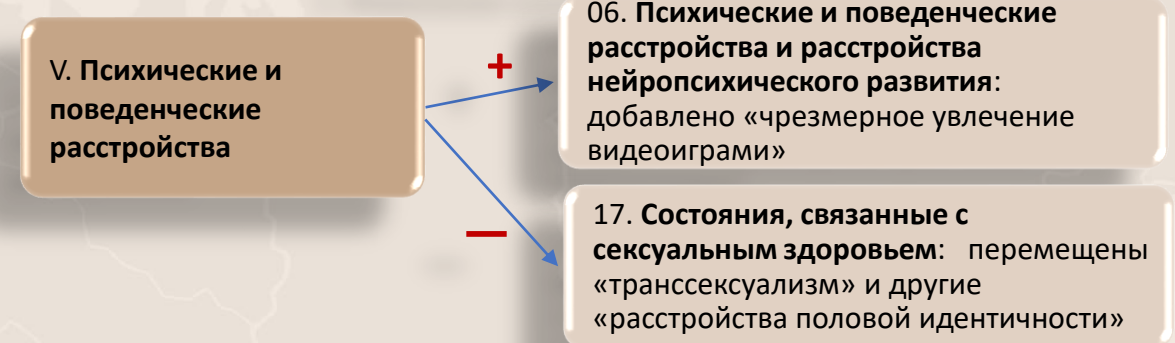 V. Психические и
поведенческие
расстройства
+
06. Психические и поведенческие
расстройства и расстройства
нейропсихического развития:
добавлено «чрезмерное увлечение
видеоиграми»
—
17. Состояния, связанные с
сексуальным здоровьем: перемещены
«транссексуализм» и другие
«расстройства половой идентичности»